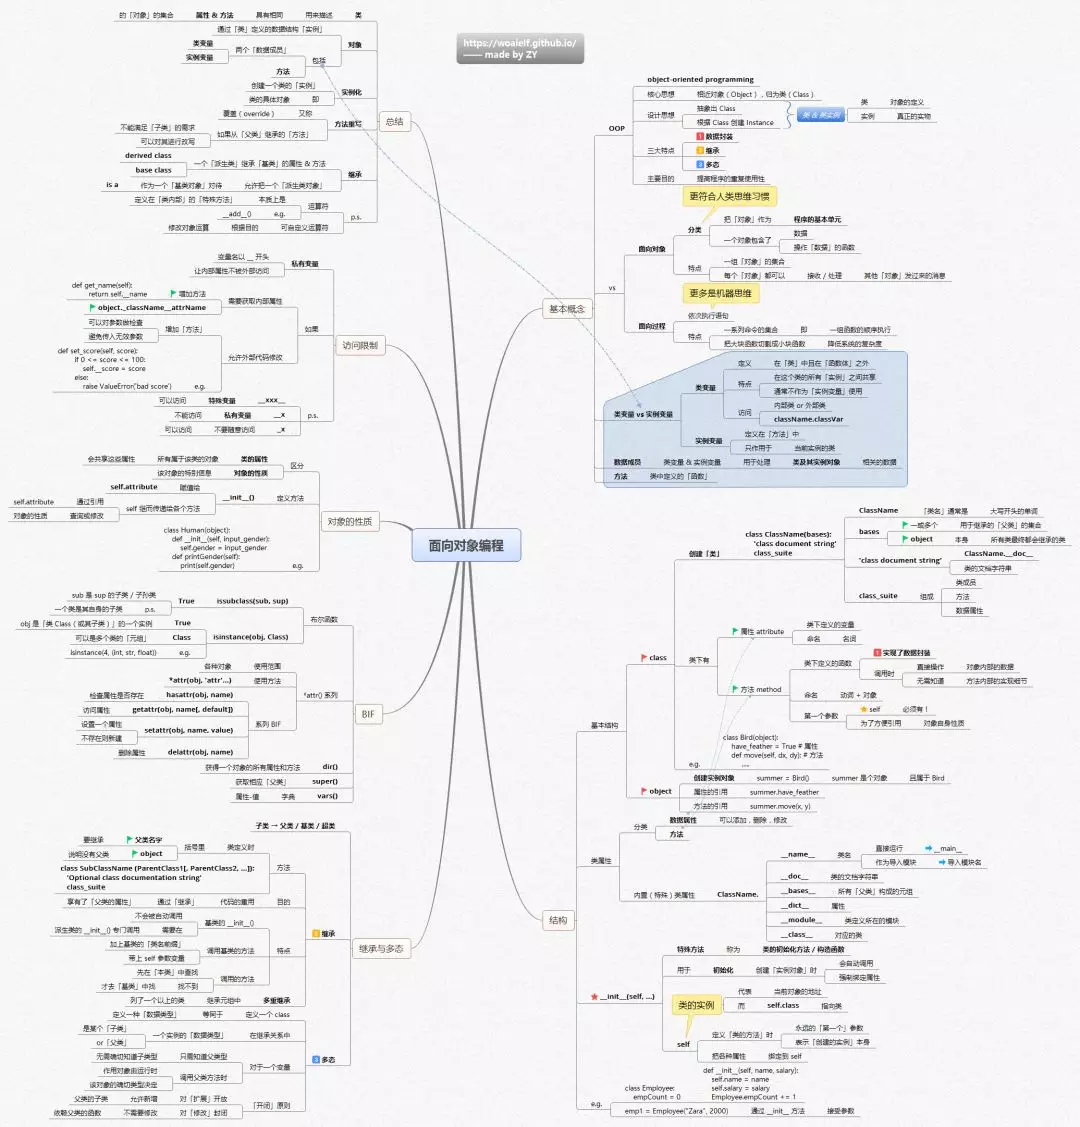 https://woaielf.github.io/
—— made by ZY
面向对象编程
基本概念
OOP
object-oriented programming
核心思想 相近对象（Object），归为类（Class）
设计思想
抽象出 Class
根据 Class 创建 Instance
类 & 类实例
类 对象的定义
实例 真正的实物
三大特点
1 数据封装
2 继承
3 多态
主要目的 提高程序的重复使用性
vs
更符合人类思维习惯
面向对象
分类
把「对象」作为 程序的基本单元
一个对象包含了
数据
操作「数据」的函数
特点
一组「对象」的集合
每个「对象」都可以 接收 / 处理 其他「对象」发过来的消息
更多是机器思维
面向过程
依次执行语句
特点
一系列命令的集合 即 一组函数的顺序执行
把大块函数切割成小块函数 降低系统的复杂度
类变量 vs 实例变量
类变量
定义 在「类」中且在「函数体」之外
特点
在这个类的所有「实例」之间共享
通常不作为「实例变量」使用
访问
内部类 or 外部类
className.classVar
实例变量
定义在「方法」中
只作用于 当前实例的类
数据成员 类变量 & 实例变量 用于处理 类及其实例对象 相关的数据
方法 类中定义的「函数」
结构
基本结构
class
创建「类」
class ClassName(bases):
'class document string'
class_suite
ClassName 「类名」通常是 大写开头的单词
bases
一或多个 用于继承的「父类」的集合
object 本身 所有类最终都会继承的类
'class document string'
ClassName.__doc__
类的文档字符串
class_suite 组成
类成员
方法
数据属性
类下有
属性 attribute
类下定义的变量
命名 名词
方法 method
类下定义的函数
1 实现了数据封装
调用时
直接操作 对象内部的数据
无需知道 方法内部的实现细节
命名 动词 + 对象
第一个参数
self 必须有！
为了方便引用 对象自身性质
e.g.
class Bird(object):
have_feather = True # 属性
def move(self, dx, dy): # 方法
....
object
创建实例对象 summer = Bird() summer 是个对象 且属于 Bird
属性的引用 summer.have_feather
方法的引用 summer.move(x, y)
类属性
分类
数据属性 可以添加，删除，修改
方法
内置（特殊）类属性 ClassName.
__name__ 类名
直接运行 __main__
作为导入模块 导入模块名
__doc__ 类的文档字符串
__bases__ 所有「父类」构成的元组
__dict__ 属性
__module__ 类定义所在的模块
__class__ 对应的类
__init__(self, ...)
特殊方法 称为 类的初始化方法 / 构造函数
用于 初始化 创建「实例对象」时
会自动调用
强制绑定属性
类的实例
self
代表 当前对象的地址
而 self.class 指向类
定义「类的方法」时
永远的「第一个」参数
表示「创建的实例」本身
把各种属性 绑定到 self
e.g.
class Employee:
empCount = 0
def __init__(self, name, salary):
self.name = name
self.salary = salary
Employee.empCount += 1
emp1 = Employee("Zara", 2000) 通过 __init__ 方法 接受参数
总结
类 用来描述 具有相同 属性 & 方法 的「对象」的集合
对象
通过「类」定义的数据结构「实例」
包括
两个「数据成员」
类变量
实例变量
方法
实例化
创建一个类的「实例」
即 类的具体对象
方法重写
又称 覆盖（override）
如果从「父类」继承的「方法」
不能满足「子类」的需求
可以对其进行改写
继承
一个「派生类」继承「基类」的属性 & 方法
derived class
base class
允许把一个「派生类对象」 作为一个「基类对象」对待 is a
p.s.
运算符
本质上是 定义在「类内部」的「特殊方法」
e.g. __add__()
可自定义运算符 根据目的 修改对象运算
访问限制
私有变量
变量名以 __ 开头
让内部属性不被外部访问
如果
需要获取内部属性
增加方法
def get_name(self):
return self.__name
object._className__attrName
允许外部代码修改
增加「方法」
可以对参数做检查
避免传入无效参数
e.g.
def set_score(self, score):
if 0 <= score <= 100:
self.__score = score
else:
raise ValueError('bad score')
p.s.
__xxx__ 特殊变量 可以访问
__x 私有变量 不能访问
_x 不要随意访问 可以访问
对象的性质
区分
类的属性 所有属于该类的对象 会共享这些属性
对象的性质 该对象的特别信息
定义方法 __init__()
赋值给 self.attribute
self 继而传递给各个方法
通过引用 self.attribute
查询或修改 对象的性质
e.g.
class Human(object):
def __init__(self, input_gender):
self.gender = input_gender
def printGender(self):
print(self.gender)
BIF
布尔函数
issubclass(sub, sup)
True sub 是 sup 的子类 / 子孙类
p.s. 一个类是其自身的子类
isinstance(obj, Class)
True obj 是「类 Class（或其子类）」的一个实例
Class 可以是多个类的「元组」
e.g. isinstance(4, (int, str, float))
*attr() 系列
使用范围 各种对象
使用方法 *attr(obj, 'attr'...)
系列 BIF
hasattr(obj, name) 检查属性是否存在
getattr(obj, name[, default]) 访问属性
setattr(obj, name, value)
设置一个属性
不存在则新建
delattr(obj, name) 删除属性
dir() 获得一个对象的所有属性和方法
super() 获取相应「父类」
vars() 字典 属性-值
继承与多态
子类 → 父类 / 基类 / 超类
2 继承
方法
类定义时 括号里
父类名字 要继承
object 说明没有父类
class SubClassName (ParentClass1[, ParentClass2, ...]):
'Optional class documentation string'
class_suite
目的 代码的重用 通过「继承」 享有了「父类的属性」
特点
基类的 __init__()
不会被自动调用
需要在 派生类的 __init__() 专门调用
调用基类的方法
加上基类的「类名前缀」
带上 self 参数变量
调用的方法
先在「本类」中查找
找不到 才去「基类」中找
多重继承 继承元组中 列了一个以上的类
3 多态
定义一个 class 等同于 定义一种「数据类型」
在继承关系中 一个实例的「数据类型」
是某个「子类」
or「父类」
对于一个变量
只需知道父类型 无需确切知道子类型
调用父类方法时
作用对象由运行时
该对象的确切类型决定
「开闭」原则
对「扩展」开放 允许新增 父类的子类
对「修改」封闭 不需要修改 依赖父类的函数